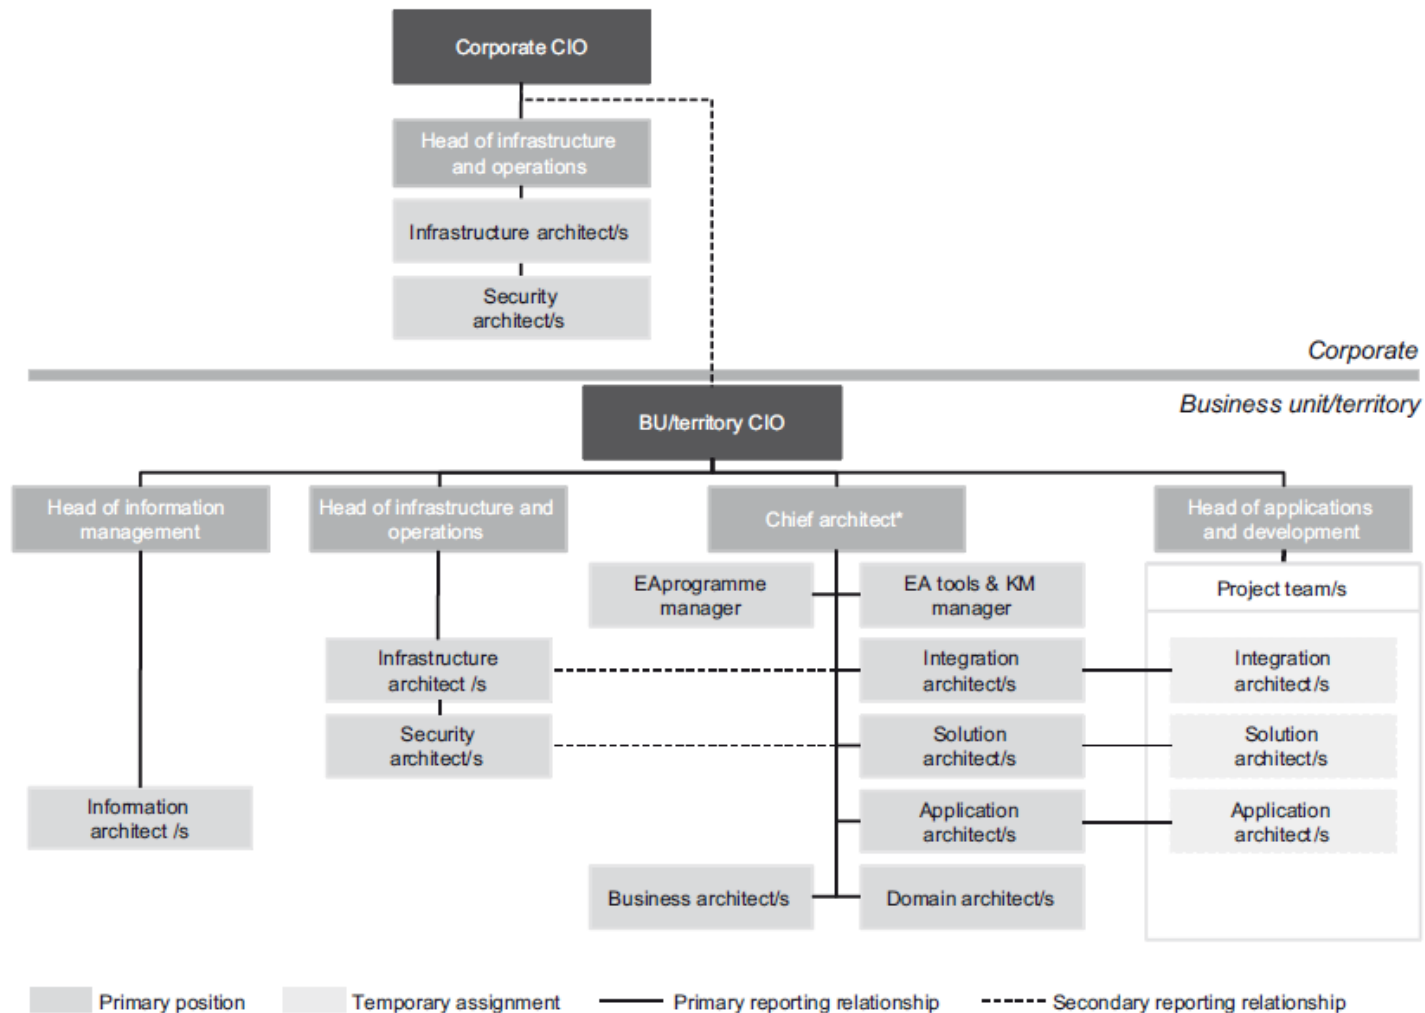 Corporate CIO
Head of infrastructure
and operations
Infrastructure architect/s
Security
architect/s
Corporate
Business unit/territory
BU/territory CIO
Head of information
management
Head of infrastructure and
operations
Chief architect*
Head of applications
and development
EAprogramme
manager
EA tools & KM
manager
Project team/s
Infrastructure
architect /s
Integration
architect/s
Integration
architect/s
Security
architect/s
Solution
architect/s
Solution
architect/s
Information
architect /s
Application
architect/s
Application
architect/s
Business architect/s
Domain architect/s
Primary position
Temporary assignment
Primary reporting relationship
Secondary reporting relationship